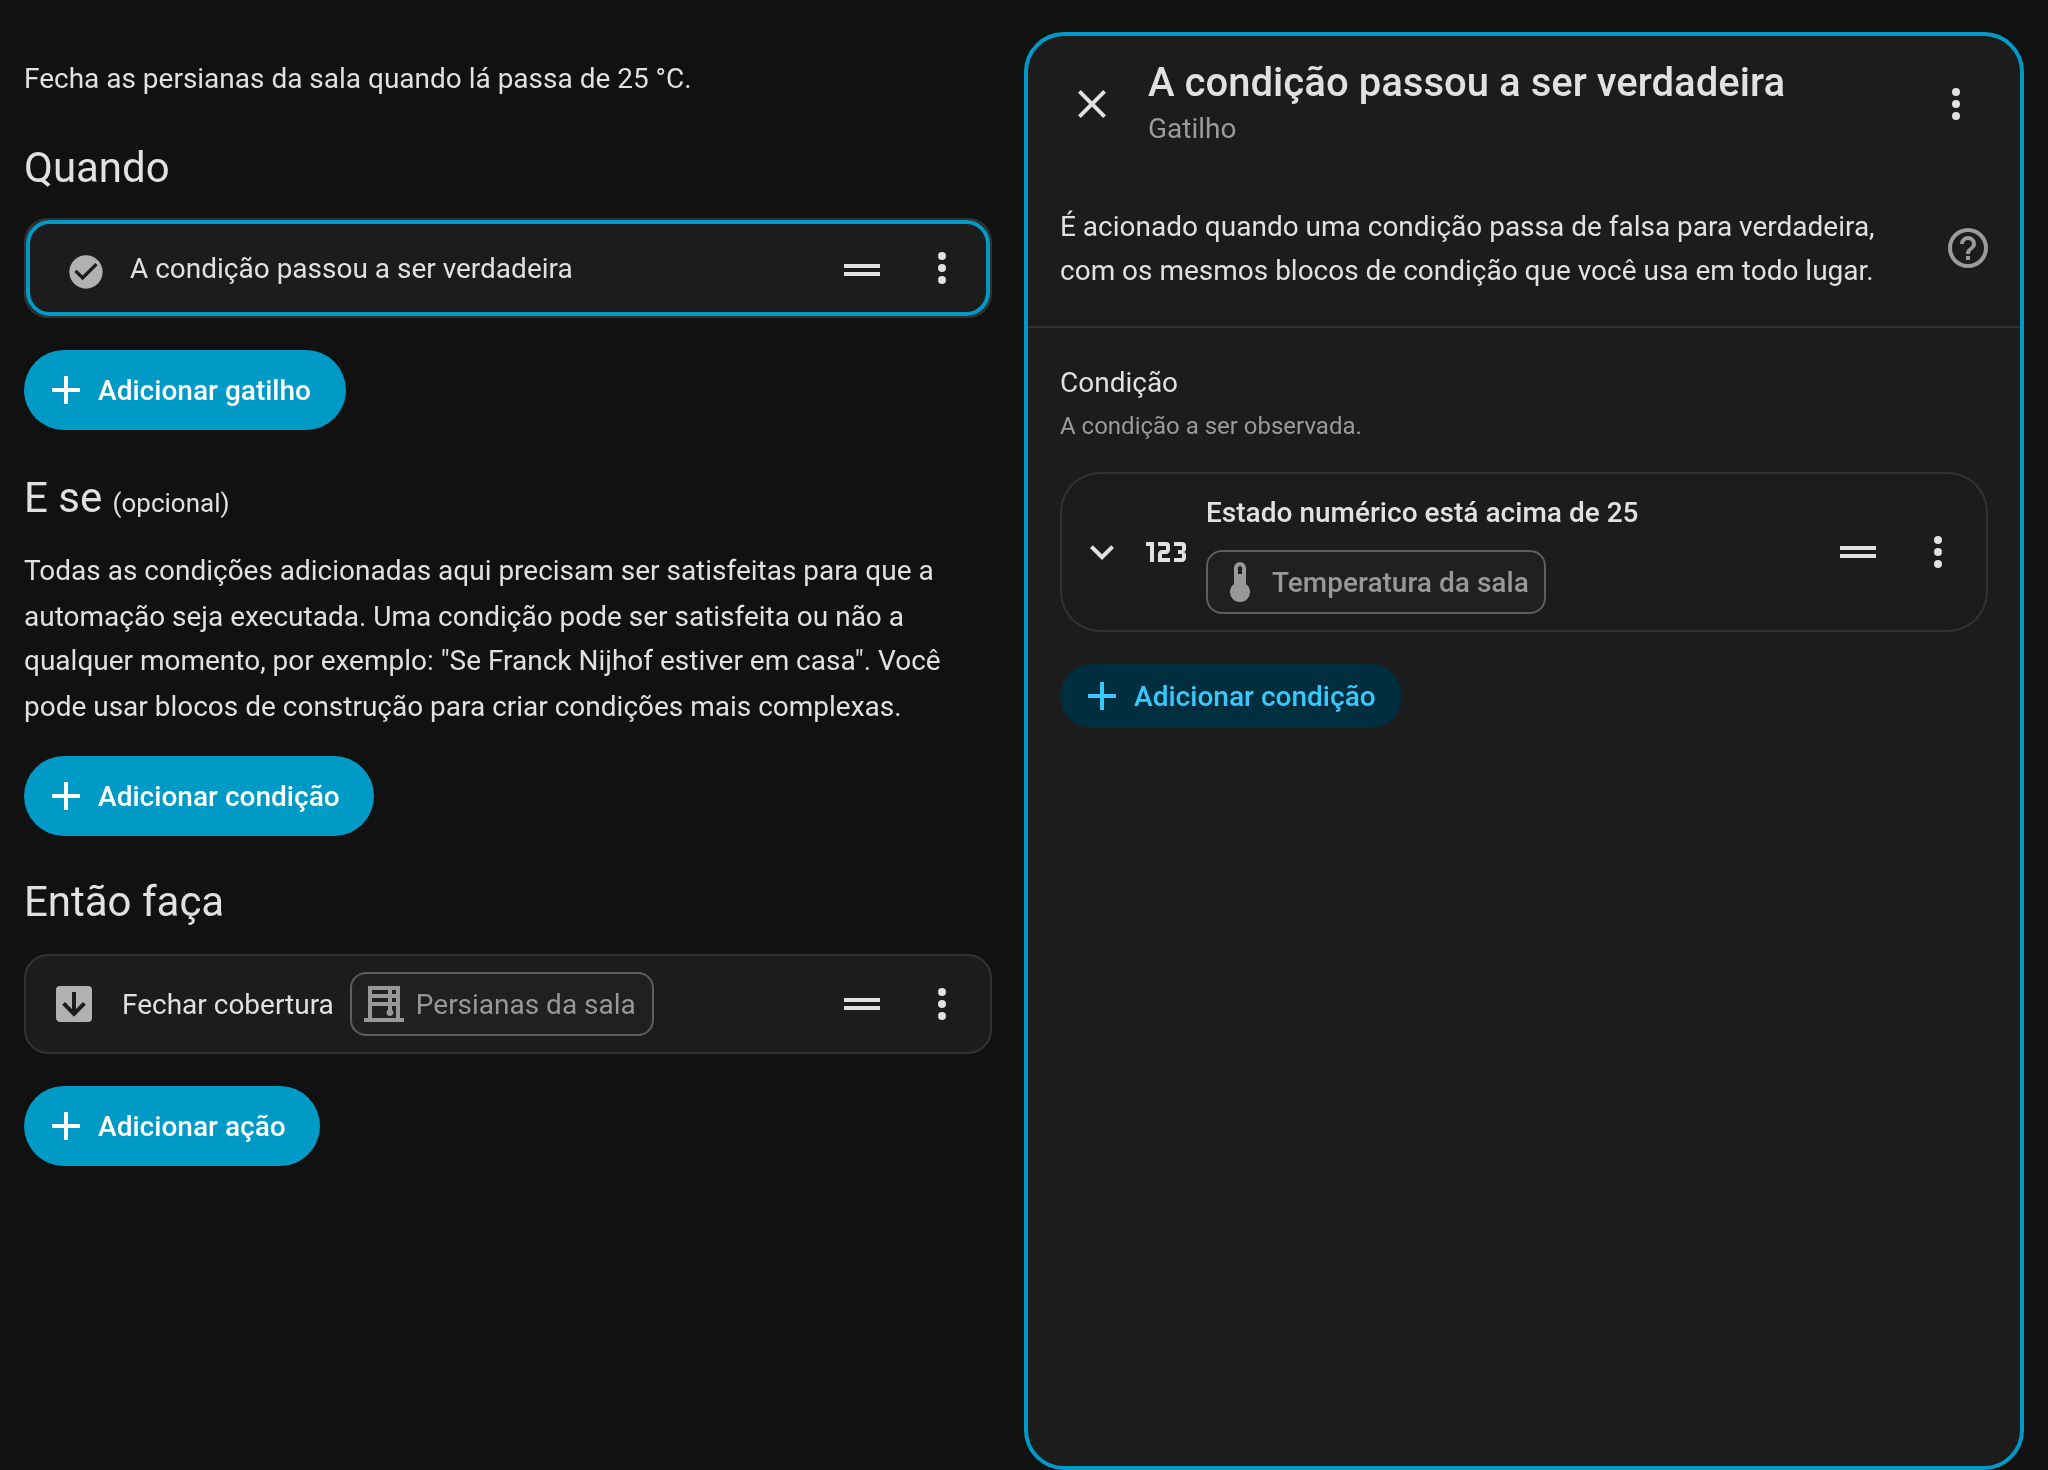 Fecha as persianas da sala quando lá passa de 25 °C.
Quando
A condição passou a ser verdadeira
Adicionar gatilho
E se (opcional)
Todas as condições adicionadas aqui precisam ser satisfeitas para que a
automação seja executada. Uma condição pode ser satisfeita ou não a
qualquer momento, por exemplo: "Se Franck Nijhof estiver em casa". Você
pode usar blocos de construção para criar condições mais complexas.
Adicionar condição
Então faça
Fechar cobertura Persianas da sala
Adicionar ação
A condição passou a ser verdadeira
Gatilho
É acionado quando uma condição passa de falsa para verdadeira,
com os mesmos blocos de condição que você usa em todo lugar.
Condição
A condição a ser observada.
123 Estado numérico está acima de 25
Temperatura da sala
Adicionar condição